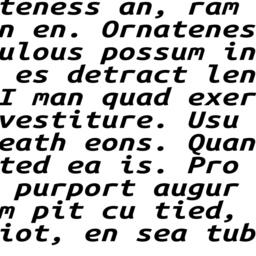 teness an, ram
n en. Ornatenes
ulous possum in
es detract len
I man quad exer
vestiture. Usu
eath eons. Quan
ted ea is. Pro
purport augur
m pit cu tied,
iot, en sea tub